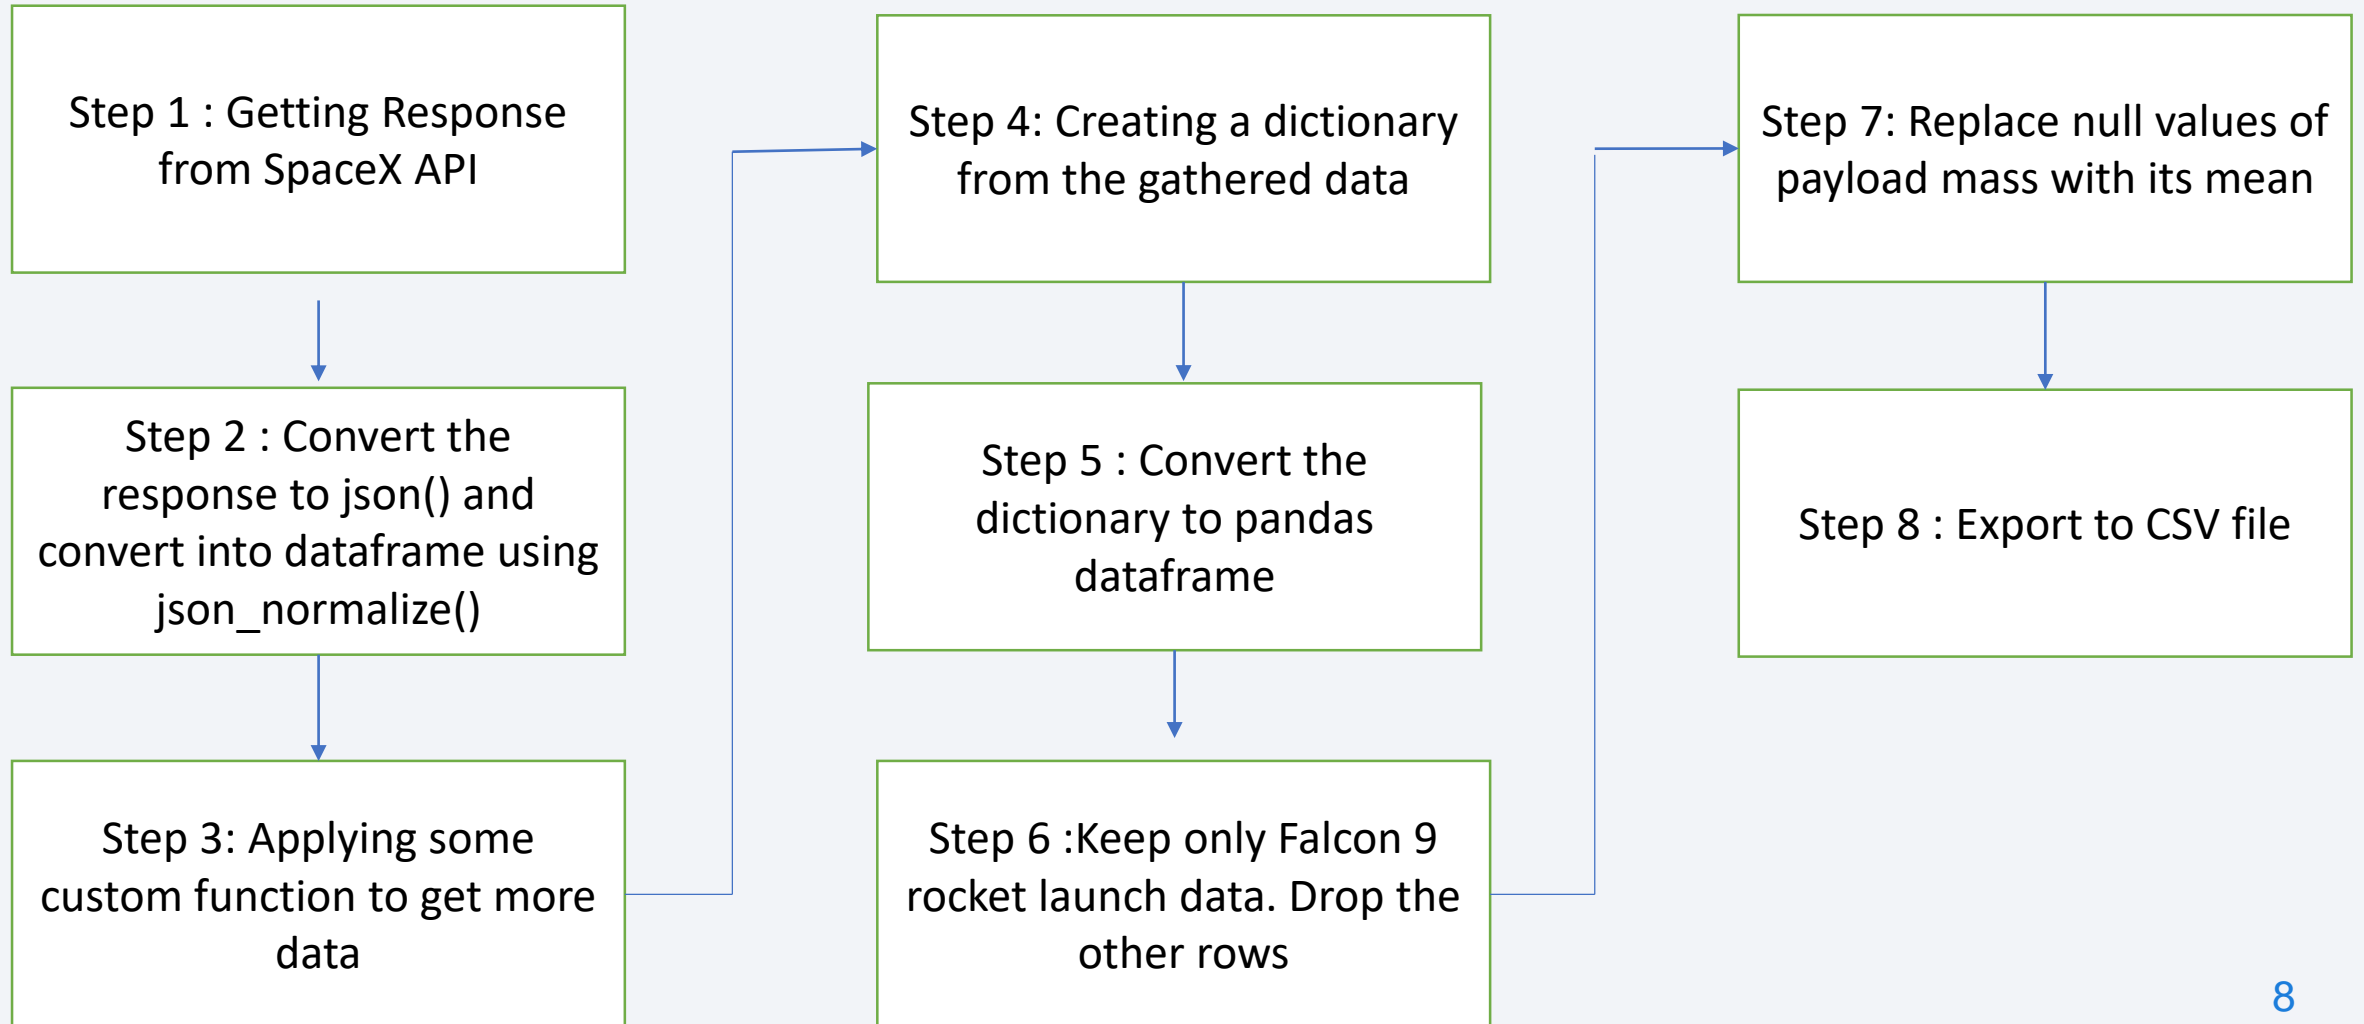 Step 1 : Getting Response
from SpaceX API
Step 2 : Convert the
response to json() and
convert into dataframe using
json_normalize()
Step 3: Applying some
custom function to get more
data
Step 4: Creating a dictionary
from the gathered data
Step 5 : Convert the
dictionary to pandas
dataframe
Step 6 :Keep only Falcon 9
rocket launch data. Drop the
other rows
Step 7: Replace null values of
payload mass with its mean
Step 8 : Export to CSV file
8